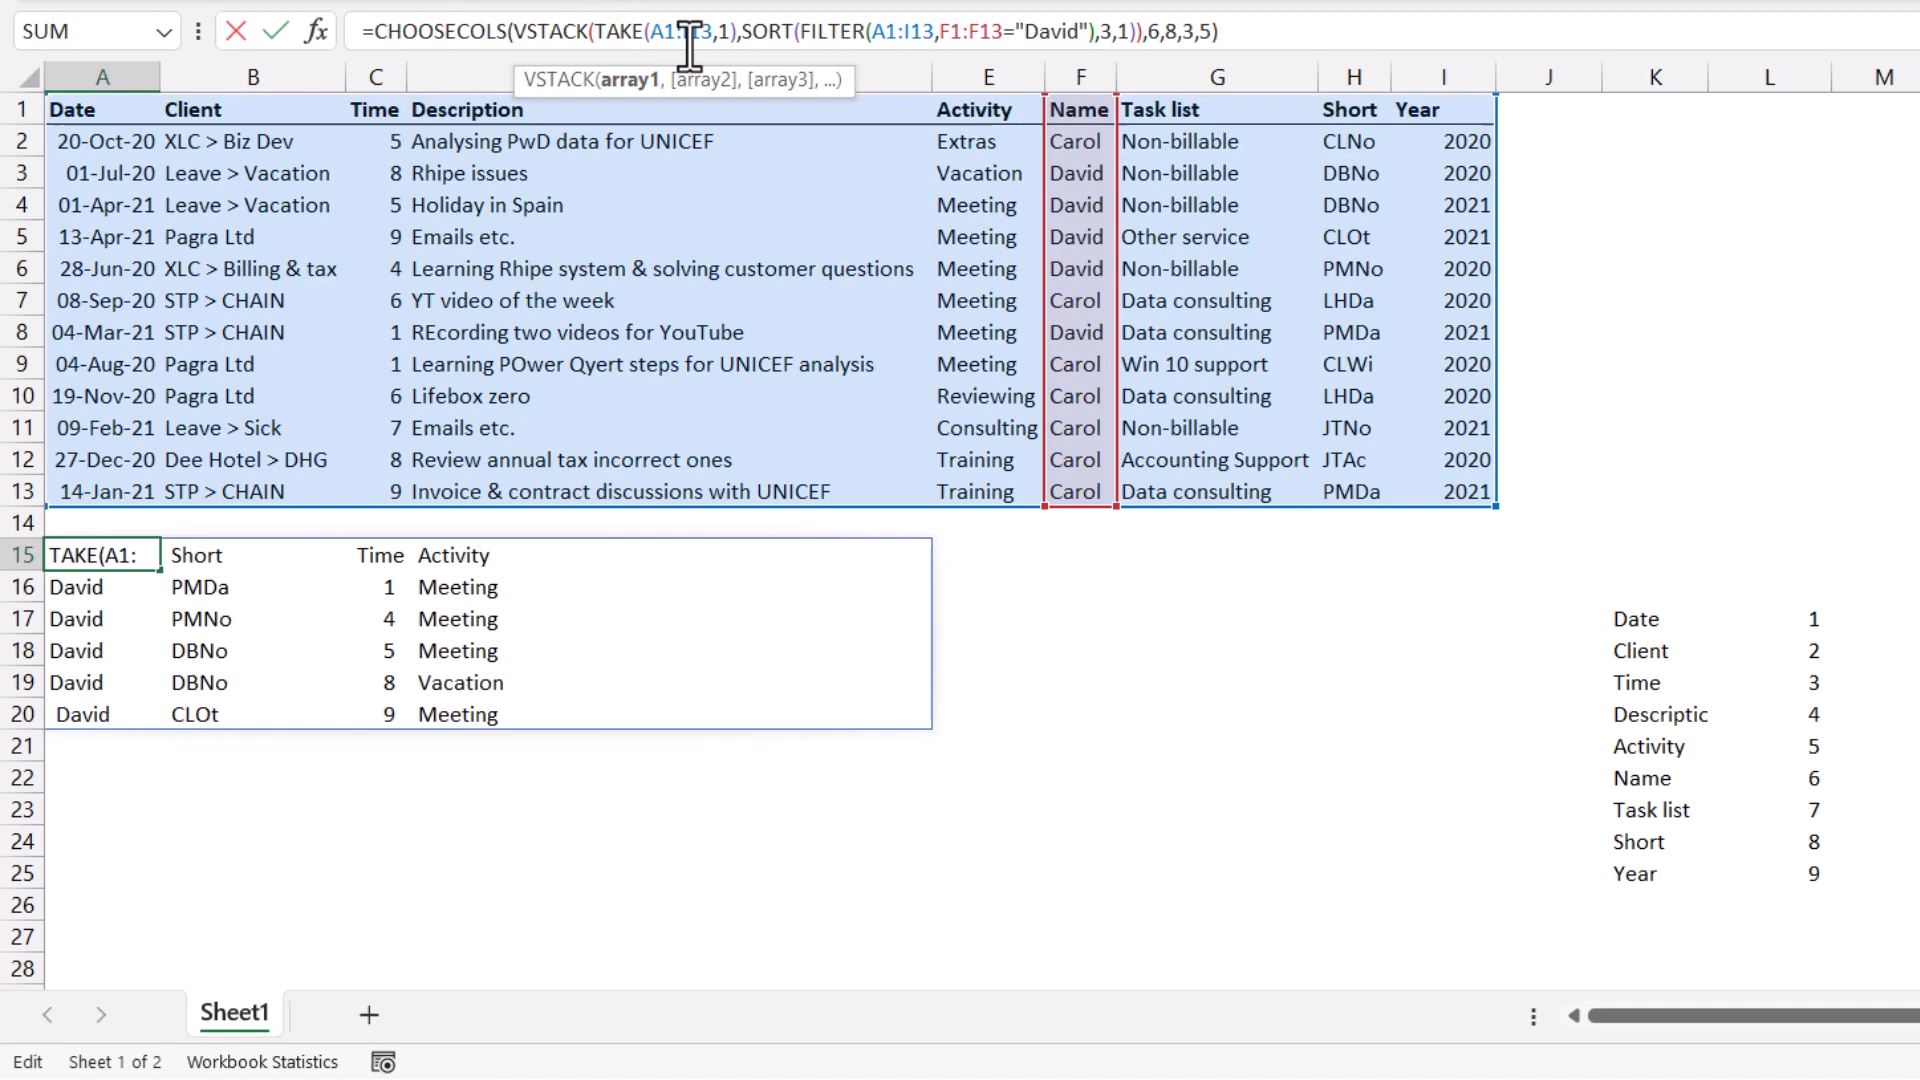 SUM fx =CHOOSECOLS(VSTACK(TAKE(A1:I13,1),SORT(FILTER(A1:I13,F1:F13="David"),3,1)),6,8,3,5)
VSTACK(array1, [array2], [array3], ...)
A B C E F G H I J K L M
1 Date Client Time Description Activity Name Task list Short Year
2 20-Oct-20 XLC > Biz Dev 5 Analysing PwD data for UNICEF Extras Carol Non-billable CLNo 2020
3 01-Jul-20 Leave > Vacation 8 Rhipe issues Vacation David Non-billable DBNo 2020
4 01-Apr-21 Leave > Vacation 5 Holiday in Spain Meeting David Non-billable DBNo 2021
5 13-Apr-21 Pagra Ltd 9 Emails etc. Meeting David Other service CLOt 2021
6 28-Jun-20 XLC > Billing & tax 4 Learning Rhipe system & solving customer questions Meeting David Non-billable PMNo 2020
7 08-Sep-20 STP > CHAIN 6 YT video of the week Meeting Carol Data consulting LHDa 2020
8 04-Mar-21 STP > CHAIN 1 REcording two videos for YouTube Meeting David Data consulting PMDa 2021
9 04-Aug-20 Pagra Ltd 1 Learning POwer Qyert steps for UNICEF analysis Meeting Carol Win 10 support CLWi 2020
10 19-Nov-20 Pagra Ltd 6 Lifebox zero Reviewing Carol Data consulting LHDa 2020
11 09-Feb-21 Leave > Sick 7 Emails etc. Consulting Carol Non-billable JTNo 2021
12 27-Dec-20 Dee Hotel > DHG 8 Review annual tax incorrect ones Training Carol Accounting Support JTAc 2020
13 14-Jan-21 STP > CHAIN 9 Invoice & contract discussions with UNICEF Training Carol Data consulting PMDa 2021
14
15 TAKE(A1: Short Time Activity
16 David PMDa 1 Meeting
17 David PMNo 4 Meeting Date 1
18 David DBNo 5 Meeting Client 2
19 David DBNo 8 Vacation Time 3
20 David CLOt 9 Meeting Descriptic 4
21 Activity 5
22 Name 6
23 Task list 7
24 Short 8
25 Year 9
26
27
28
Sheet1
Edit Sheet 1 of 2 Workbook Statistics